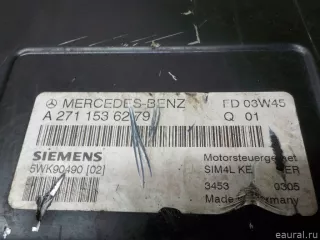 MERCEDES-BENZ FD 03W45
A 271 153 62 79 Q 01
SIEMENS Motorsteuergerät
5WK90490 [02] SIM4L KE
3453 0305
Made Germany
eaural.ru